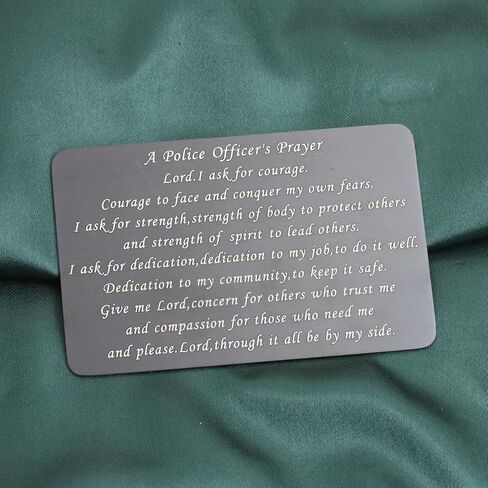 A Police Officer's Prayer
Lord.I ask for courage.
Courage to face and conquer my own fears.
I ask for strength,strength of body to protect others
and strength of spirit to lead others.
I ask for dedication,dedication to my job,to do it well.
Dedication to my community,to keep it safe.
Give me Lord,concern for others who trust me
and compassion for those who need me
and please.Lord,through it all be by my side.